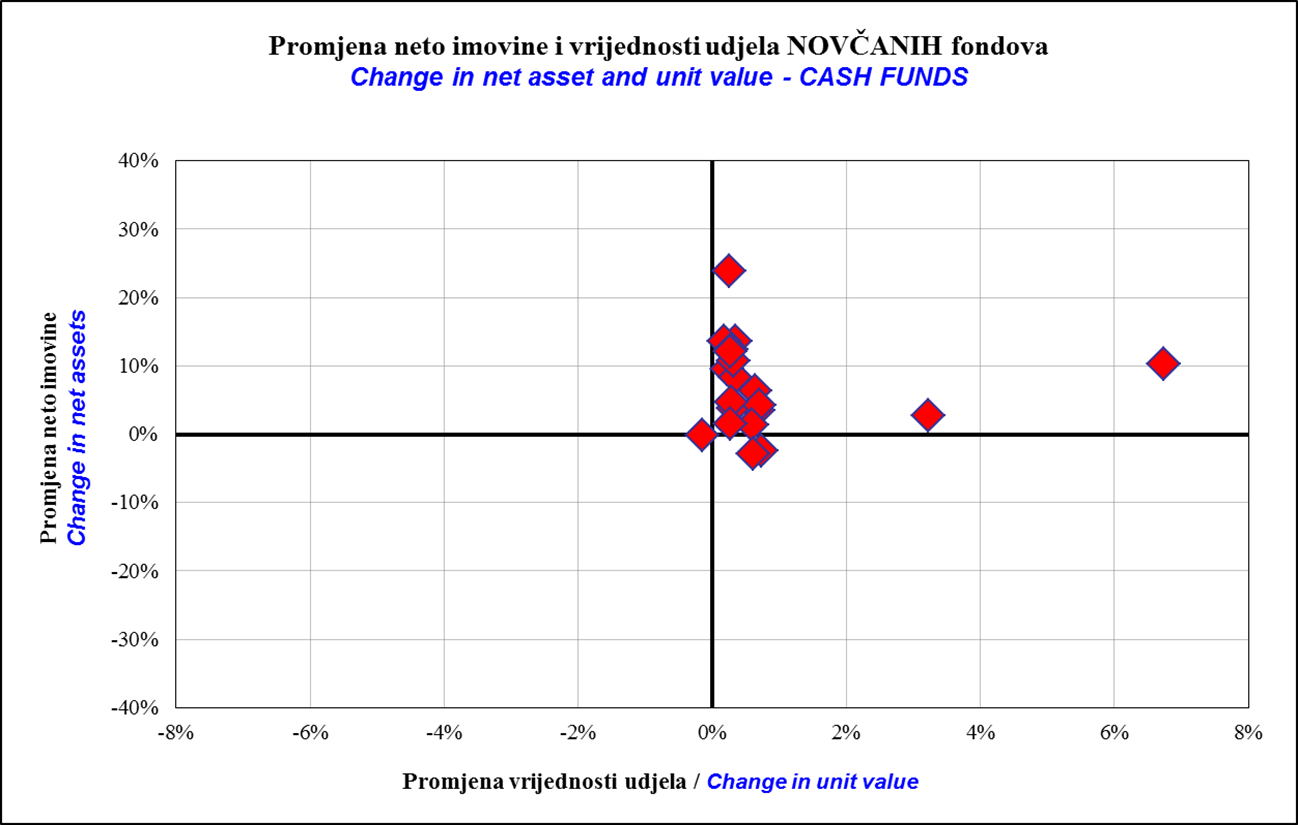 Promjena neto imovine i vrijednosti udjela NOVČANIH fondova
Change in net asset and unit value - CASH FUNDS
40%
30%
20%
10%
0%
-10%
-20%
-30%
-40%
Promjena neto imovine
Change in net assets
-8% -6% -4% -2% 0% 2% 4% 6% 8%
Promjena vrijednosti udjela / Change in unit value